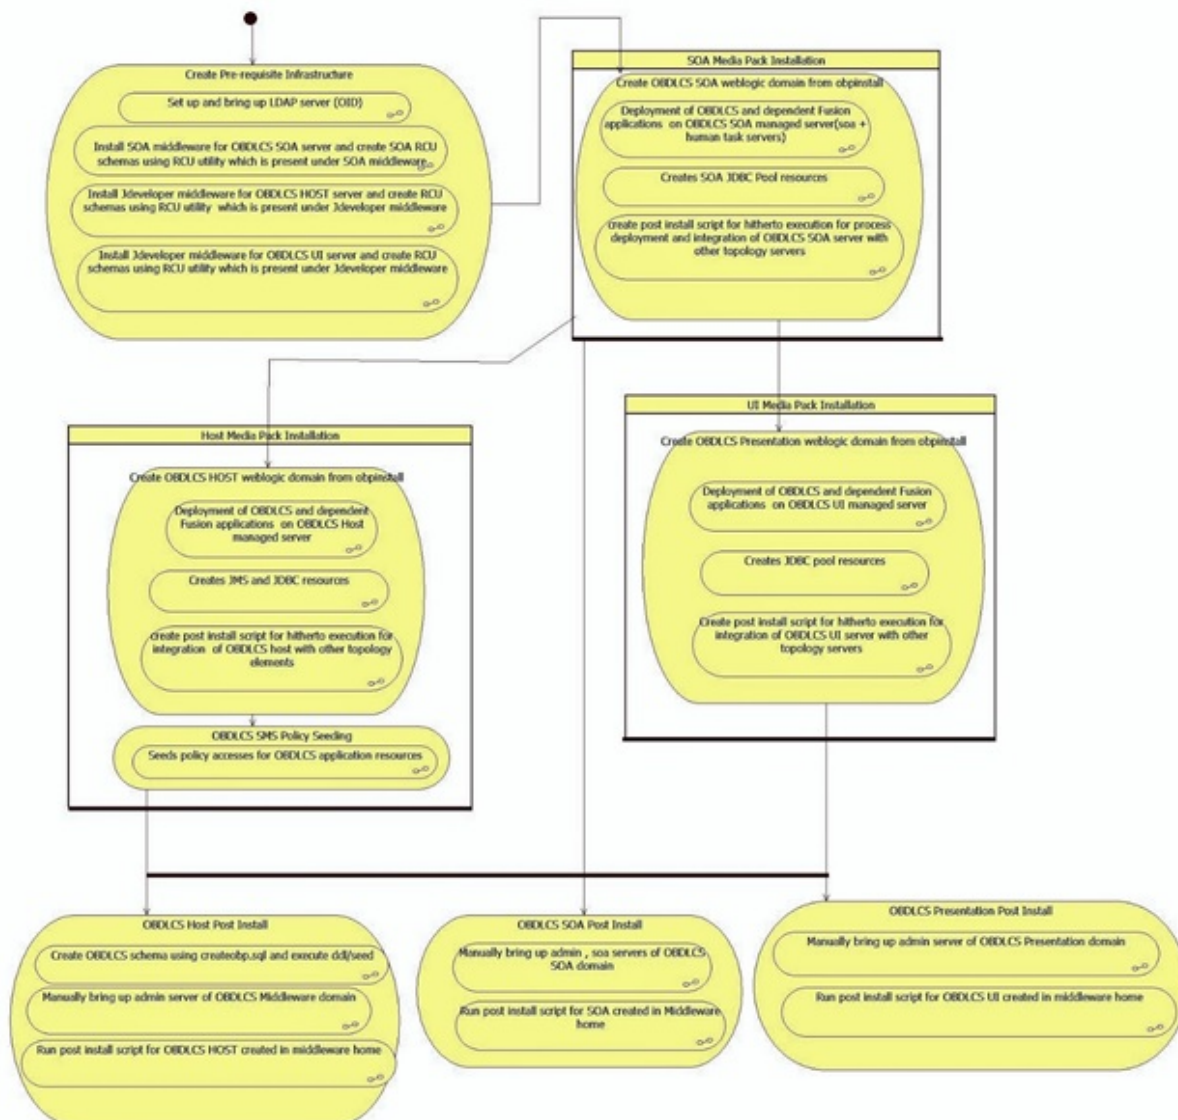 Create Pre-requisite Infrastructure
Set up and bring up LDAP server (OID)
Install SOA middleware for OBDLCS SOA server and create SOA RCU
schemas using RCU utility which is present under SOA middleware
Install Jdeveloper middleware for OBDLCS HOST server and create RCU
schemas using RCU utility which is present under Jdeveloper middleware
Install Jdeveloper middleware for OBDLCS UI server and create RCU
schemas using RCU utility which is present under Jdeveloper middleware
SOA Media Pack Installation
Create OBDLCS SOA weblogic domain from obpinstall
Deployment of OBDLCS and dependent Fusion
applications on OBDLCS SOA managed server(soa +
human task servers)
Creates SOA JDBC Pool resources
create post install script for hitherto execution for process
deployment and integration of OBDLCS SOA server with
other topology servers
Host Media Pack Installation
Create OBDLCS HOST weblogic domain from obpinstall
Deployment of OBDLCS and dependent
Fusion applications on OBDLCS Host
managed server
Creates JMS and JDBC resources
create post install script for hitherto execution for
integration of OBDLCS host with other topology
elements
OBDLCS SMS Policy Seeding
Seeds policy accesses for OBDLCS application resources
UI Media Pack Installation
Create OBDLCS Presentation weblogic domain from obpinstall
Deployment of OBDLCS and dependent Fusion
applications on OBDLCS UI managed server
Creates JDBC pool resources
Create post install script for hitherto execution for
integration of OBDLCS UI server with other
topology servers
OBDLCS Host Post Install
Create OBDLCS schema using createobp.sql and execute ddl/seed
Manually bring up admin server of OBDLCS Middleware domain
Run post install script for OBDLCS HOST created in middleware home
OBDLCS SOA Post Install
Manually bring up admin , soa servers of OBDLCS
SOA domain
Run post install script for SOA created in Middleware
home
OBDLCS Presentation Post Install
Manually bring up admin server of OBDLCS Presentation domain
Run post install script for OBDLCS UI created in middleware home